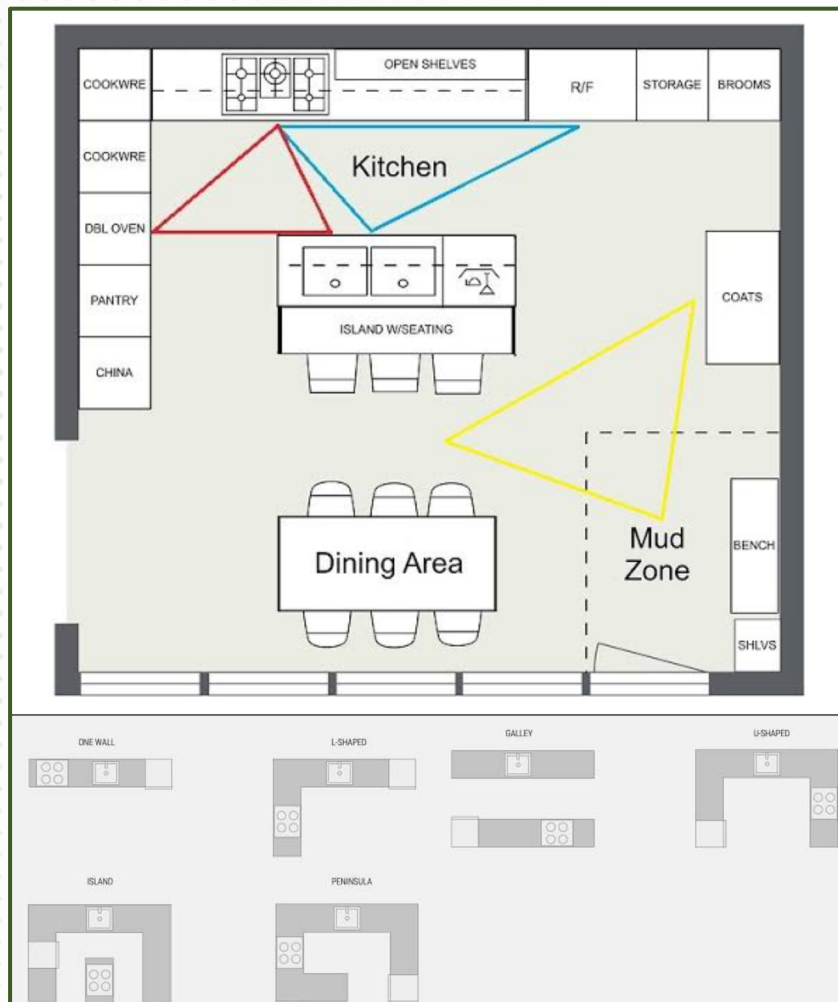 COOKWRE
OPEN SHELVES
R/F
STORAGE
BROOMS
COOKWRE
Kitchen
DBL OVEN
PANTRY
COATS
ISLAND W/SEATING
CHINA
Dining Area
Mud
Zone
BENCH
SHLVS
ONE WALL
L-SHAPED
GALLEY
U-SHAPED
ISLAND
PENINSULA